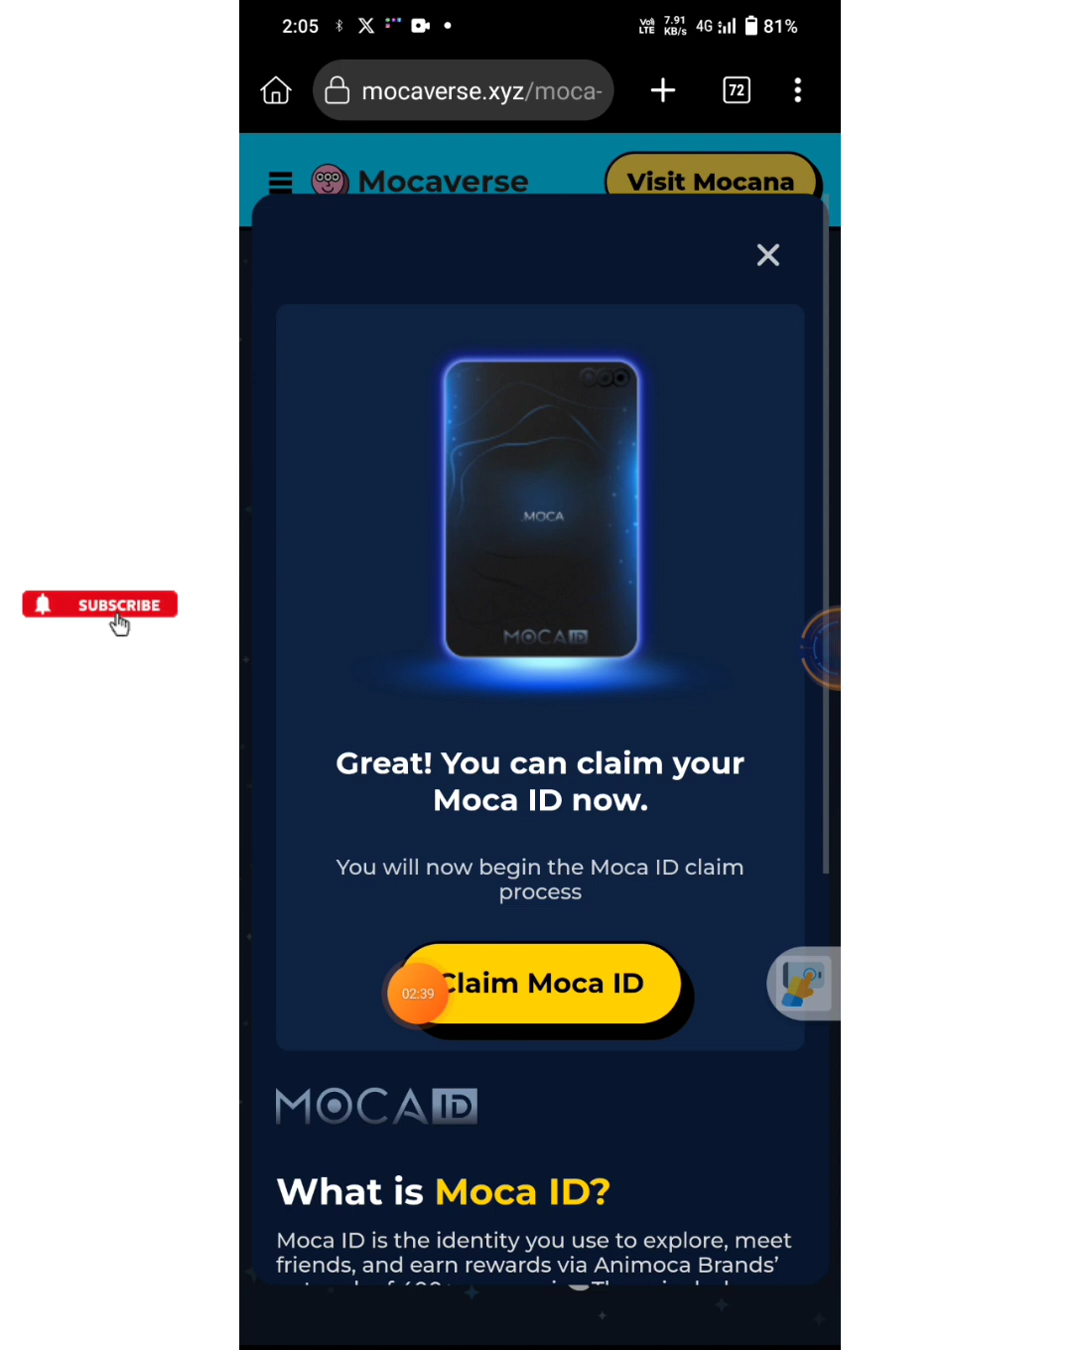 2:05
Vo)
LTE
7.91
KB/s
4G
81%
mocaverse.xyz/moca-
72
Mocaverse
Visit Mocana
.MOCA
MOCA ID
Great! You can claim your
Moca ID now.
You will now begin the Moca ID claim
process
Claim Moca ID
02:39
SUBSCRIBE
MOCA ID
What is Moca ID?
Moca ID is the identity you use to explore, meet
friends, and earn rewards via Animoca Brands’